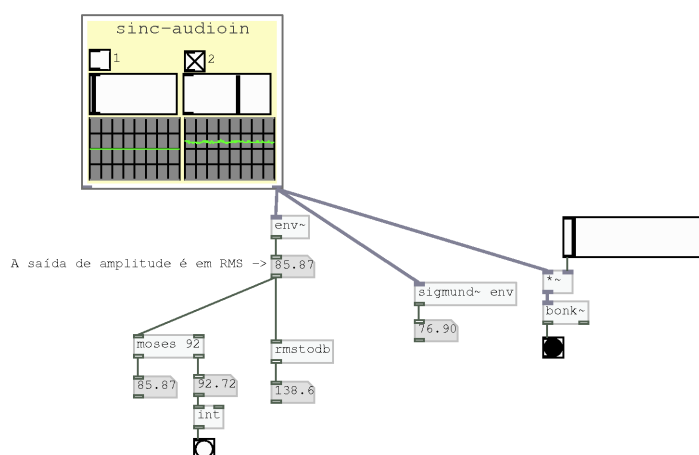 sinc-audioin
1
2
env~
A saída de amplitude é em RMS –> 85.87
sigmund~ env
*~
76.90
bonk~
moses 92
rmstodb
85.87
92.72
138.6
int